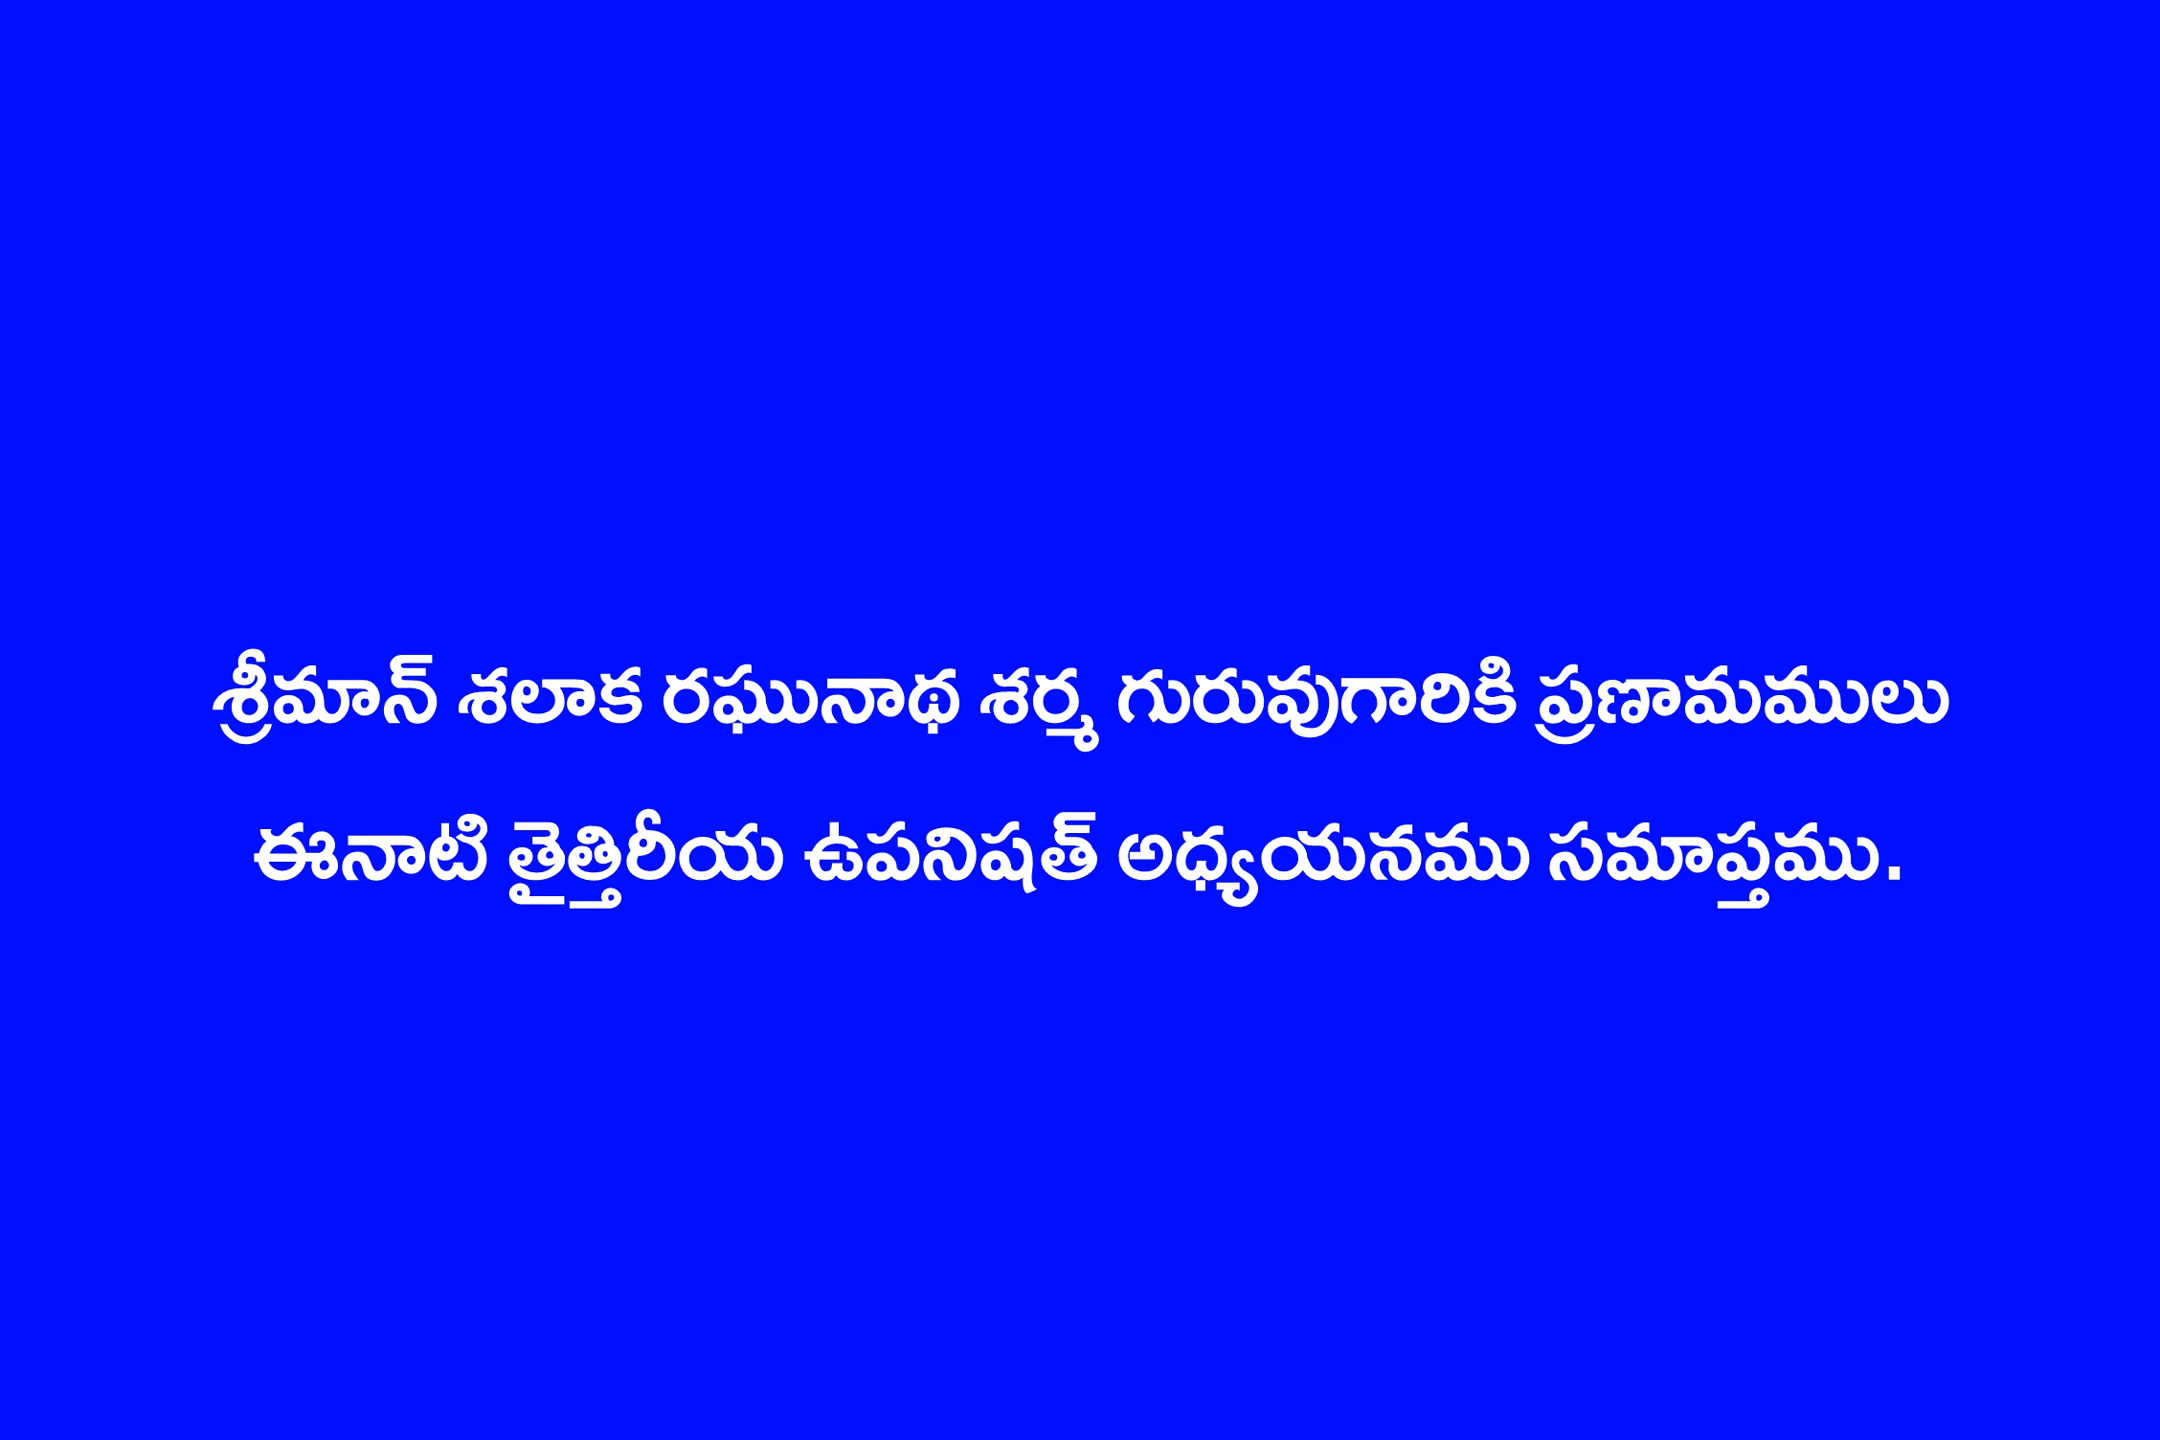 శ్రీమాన్ శలాక రఘునాథ శర్మ గురువుగారికి ప్రణామములు
ఈనాటి తైత్తిరీయ ఉపనిషత్ అధ్యయనము సమాప్తము.